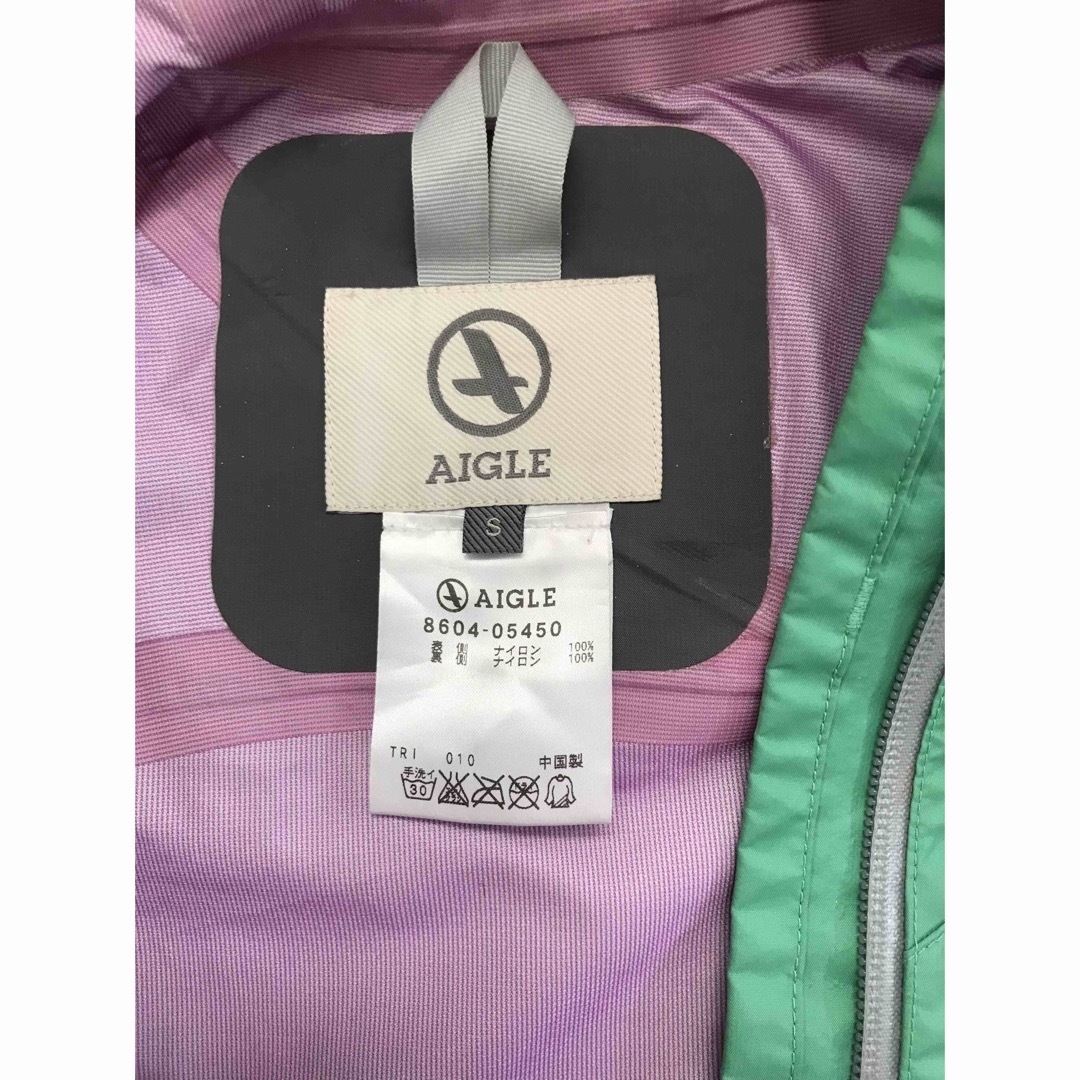 AIGLE
S
AIGLE
8604-05450
表側 ナイロン 100%
裏側 ナイロン 100%
TRI 010 中国製
手洗イ
30